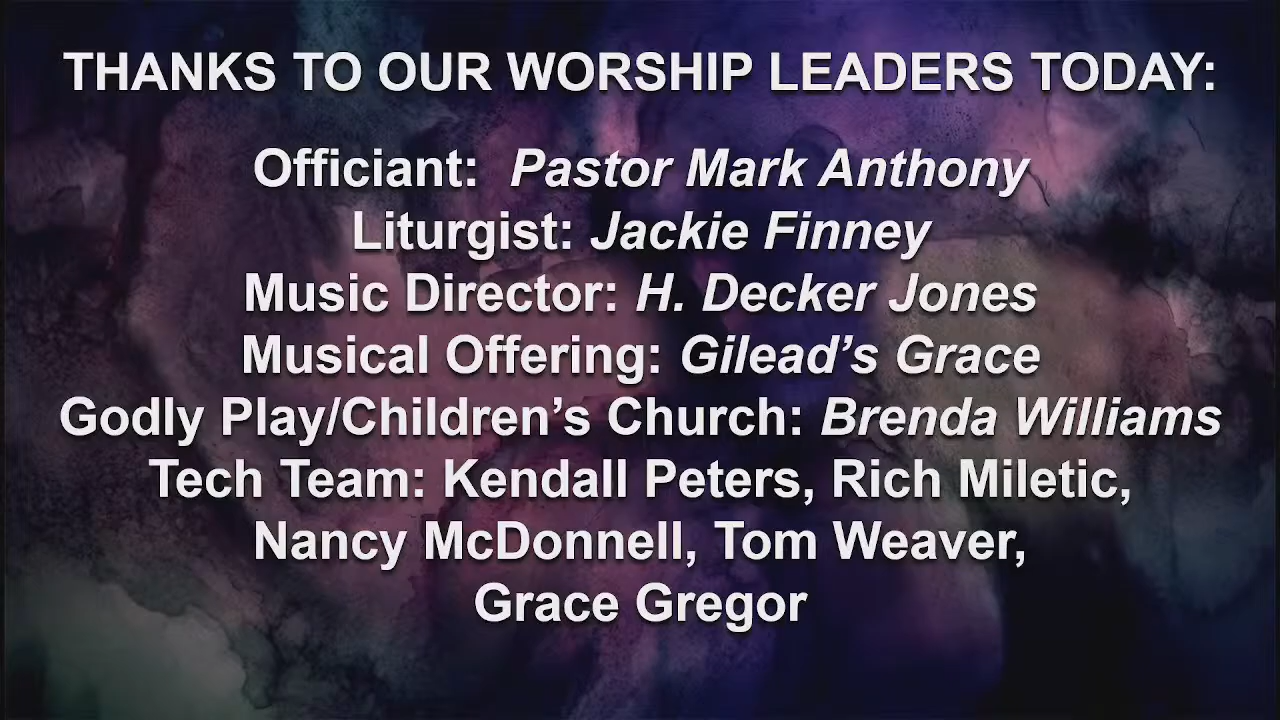 THANKS TO OUR WORSHIP LEADERS TODAY:
Officiant:  Pastor Mark Anthony
Liturgist: Jackie Finney
Music Director: H. Decker Jones
Musical Offering: Gilead’s Grace
Godly Play/Children’s Church: Brenda Williams
Tech Team: Kendall Peters, Rich Miletic,
Nancy McDonnell, Tom Weaver,
Grace Gregor